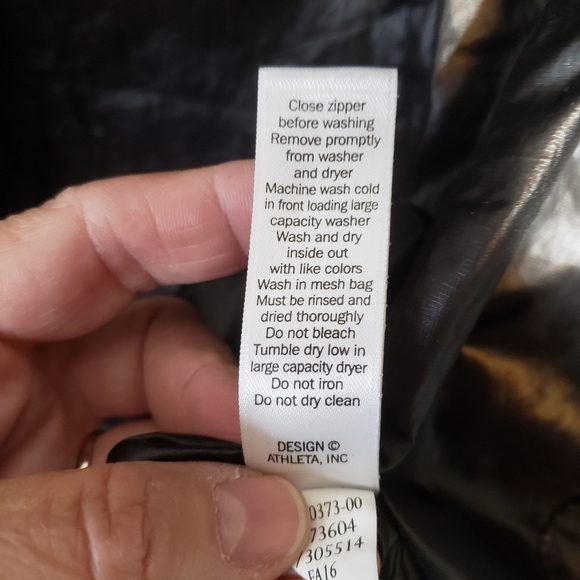 Close zipper
before washing
Remove promptly
from washer
and dryer
Machine wash cold
in front loading large
capacity washer
Wash and dry
inside out
with like colors
Wash in mesh bag
Must be rinsed and
dried thoroughly
Do not bleach
Tumble dry low in
large capacity dryer
Do not iron
Do not dry clean
DESIGN ©
ATHLETA, INC
0373-00
73604
305514
FA16